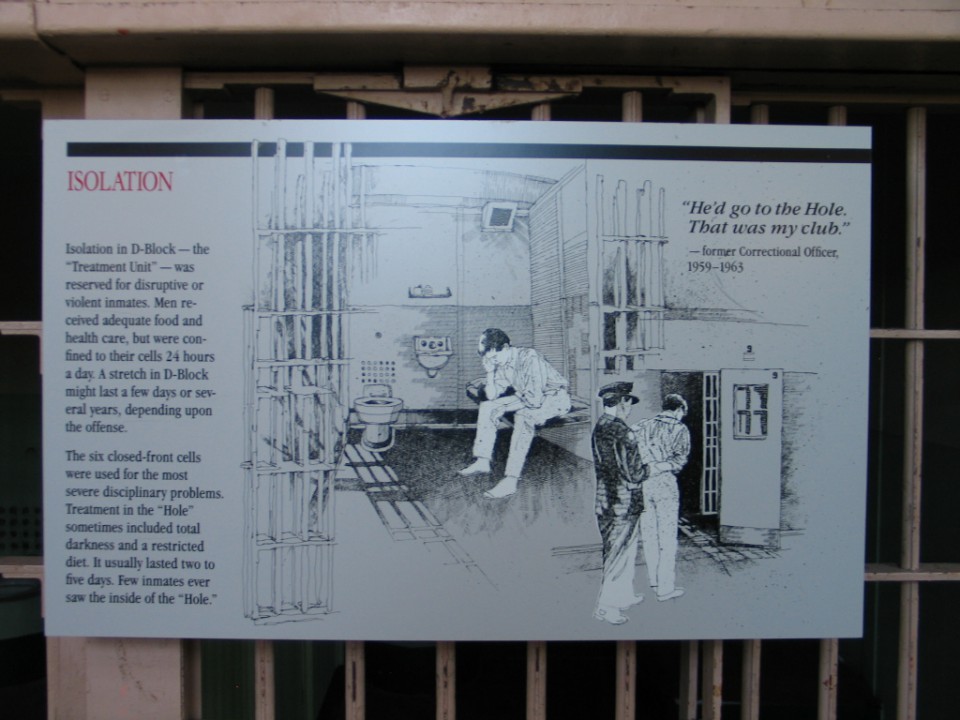 ISOLATION
Isolation in D-Block — the
“Treatment Unit” — was
reserved for disruptive or
violent inmates. Men re-
ceived adequate food and
health care, but were con-
fined to their cells 24 hours
a day. A stretch in D-Block
might last a few days or sev-
eral years, depending upon
the offense.
The six closed-front cells
were used for the most
severe disciplinary problems.
Treatment in the “Hole”
sometimes included total
darkness and a restricted
diet. It usually lasted two to
five days. Few inmates ever
saw the inside of the “Hole.”
“He’d go to the Hole.
That was my club.”
— former Correctional Officer,
1959–1963
9
9